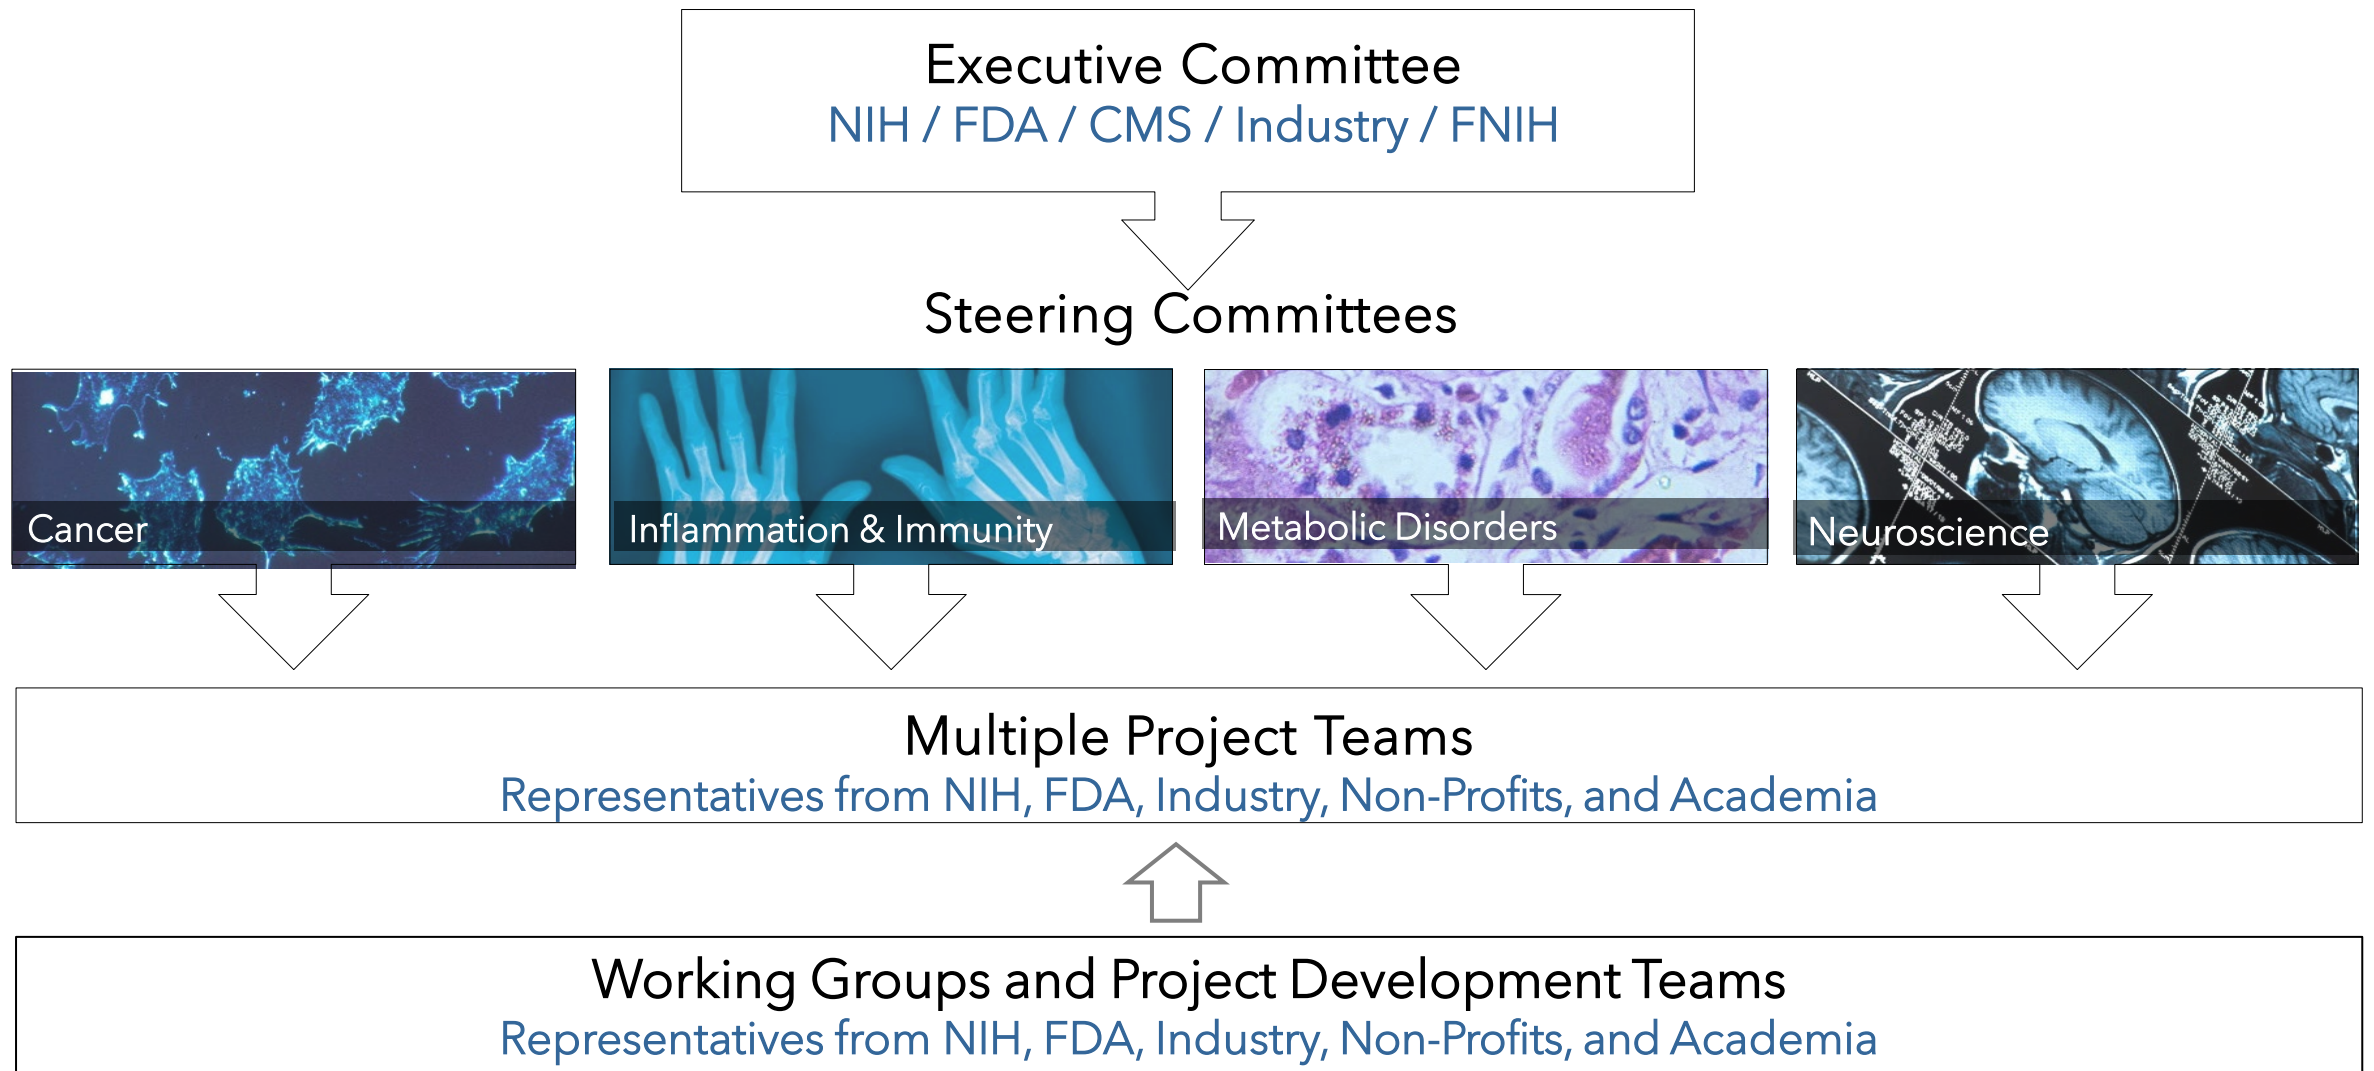 Executive Committee
NIH / FDA / CMS / Industry / FNIH
Steering Committees
Cancer
Inflammation & Immunity
Metabolic Disorders
Neuroscience
Multiple Project Teams
Representatives from NIH, FDA, Industry, Non-Profits, and Academia
Working Groups and Project Development Teams
Representatives from NIH, FDA, Industry, Non-Profits, and Academia